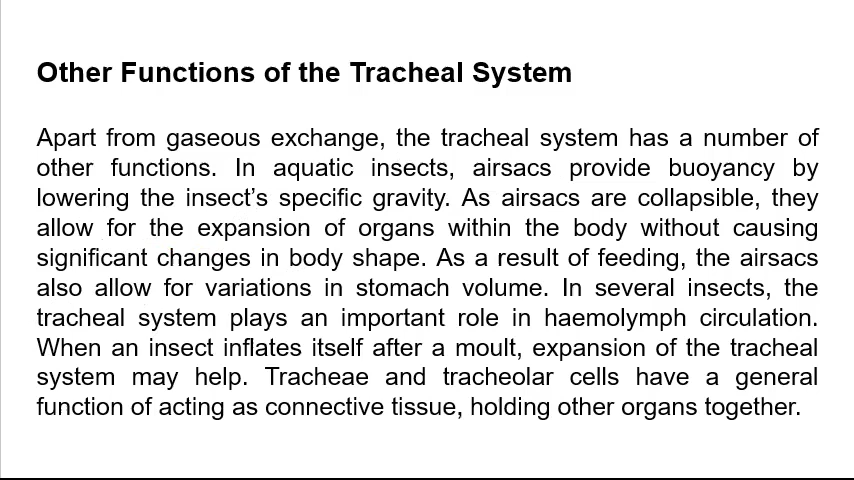 Other Functions of the Tracheal System
Apart from gaseous exchange, the tracheal system has a number of
other functions. In aquatic insects, airsacs provide buoyancy by
lowering the insect’s specific gravity. As airsacs are collapsible, they
allow for the expansion of organs within the body without causing
significant changes in body shape. As a result of feeding, the airsacs
also allow for variations in stomach volume. In several insects, the
tracheal system plays an important role in haemolymph circulation.
When an insect inflates itself after a moult, expansion of the tracheal
system may help. Tracheae and tracheolar cells have a general
function of acting as connective tissue, holding other organs together.